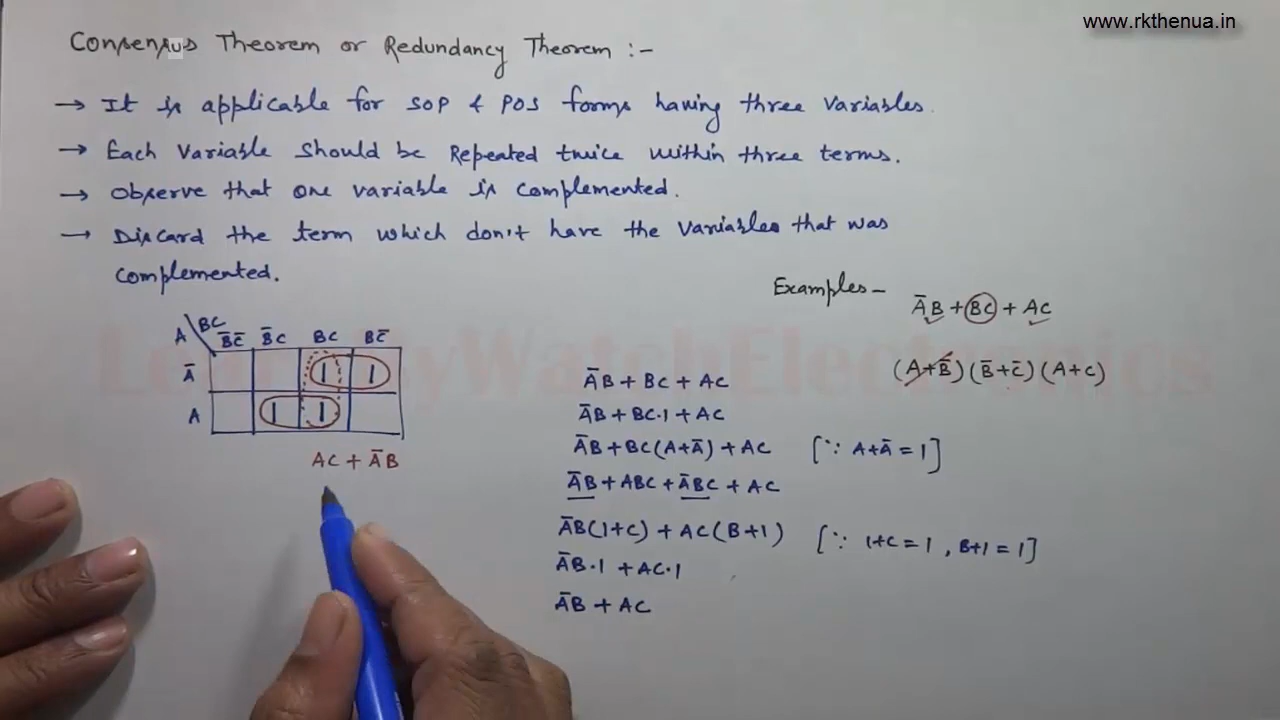 www.rkthenua.in
Consensus Theorem or Redundancy Theorem :-
→ It is applicable for SOP & POS forms having three variables.
→ Each variable should be Repeated twice within three terms.
→ Observe that one variable is complemented.
→ Discard the term which don't have the variables that was
complemented.
Examples-
A̅B + BC + AC
(A+B̅)(B̅+C̅)(A+C)
A \ BC
B̅C̅ B̅C BC BC̅
A̅ 1 1
A 1 1
AC + A̅B
A̅B + BC + AC
A̅B + BC·1 + AC
A̅B + BC(A+A̅) + AC [∵ A+A̅ = 1]
A̅B + ABC + A̅BC + AC
A̅B(1+C) + AC(B+1) [∵ 1+C = 1, B+1 = 1]
A̅B·1 + AC·1
A̅B + AC
LearnyWatchElectronics